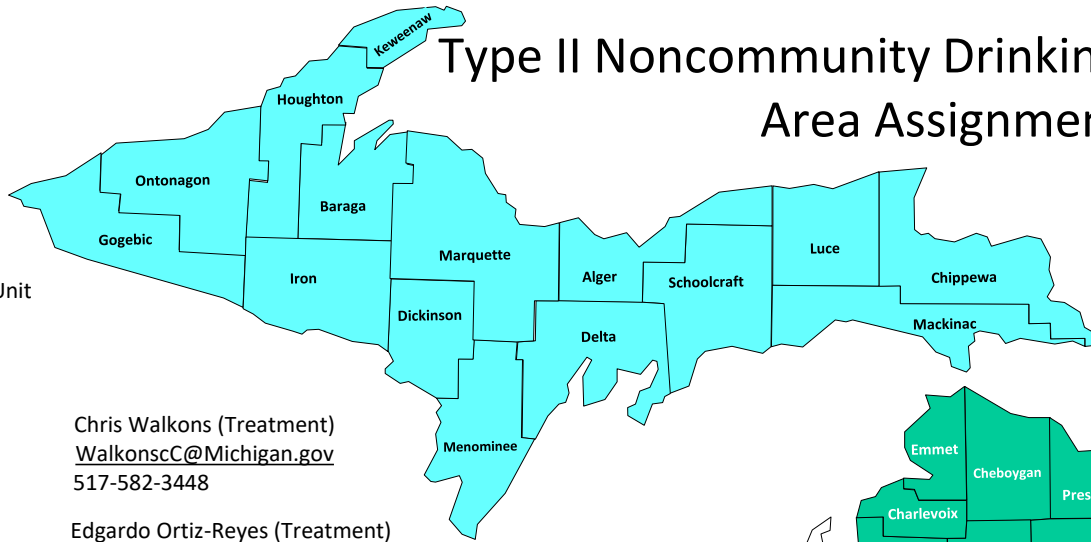 Keweenaw
Type II Noncommunity Drinkin
Area Assignmen
Houghton
Ontonagon
Baraga
Gogebic
Marquette
Luce
Iron
Alger
Schoolcraft
Chippewa
Unit
Dickinson
Delta
Mackinac
Chris Walkons (Treatment)
WalkonscC@Michigan.gov
517-582-3448
Menominee
Emmet
Cheboygan
Pres
Charlevoix
Edgardo Ortiz-Reyes (Treatment)